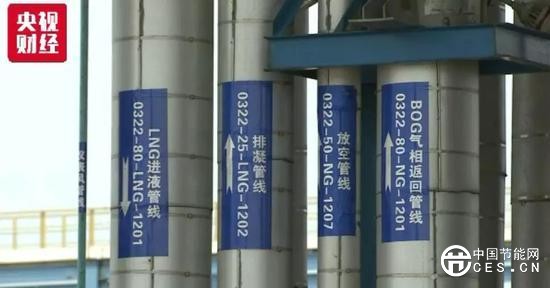 央视
财经
LNG进液管线
0322-80-LNG-1201
排凝管线
0322-25-LNG-1202
放空管线
0322-50-NG-1207
BOG气相返回管线
0322-80-NG-1201
中国节能网
CES.CN